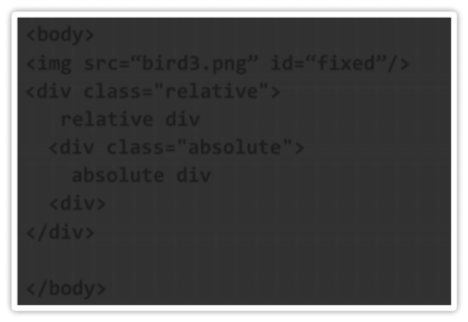 <body>
<img src=“bird3.png” id=“fixed”/>
<div class="relative">
relative div
<div class="absolute">
absolute div
<div>
</div>
</body>